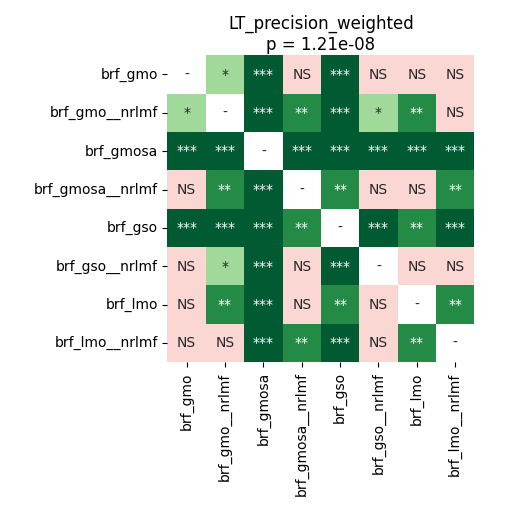 LT_precision_weighted
p = 1.21e-08
brf_gmo - * *** NS *** NS NS NS
brf_gmo__nrlmf * - *** ** *** * ** NS
brf_gmosa *** *** - *** *** *** *** ***
brf_gmosa__nrlmf NS ** *** - ** NS NS **
brf_gso *** *** *** ** - *** ** ***
brf_gso__nrlmf NS * *** NS *** - NS NS
brf_lmo NS ** *** NS ** NS - **
brf_lmo__nrlmf NS NS *** ** *** NS ** -
brf_gmo
brf_gmo__nrlmf
brf_gmosa
brf_gmosa__nrlmf
brf_gso
brf_gso__nrlmf
brf_lmo
brf_lmo__nrlmf